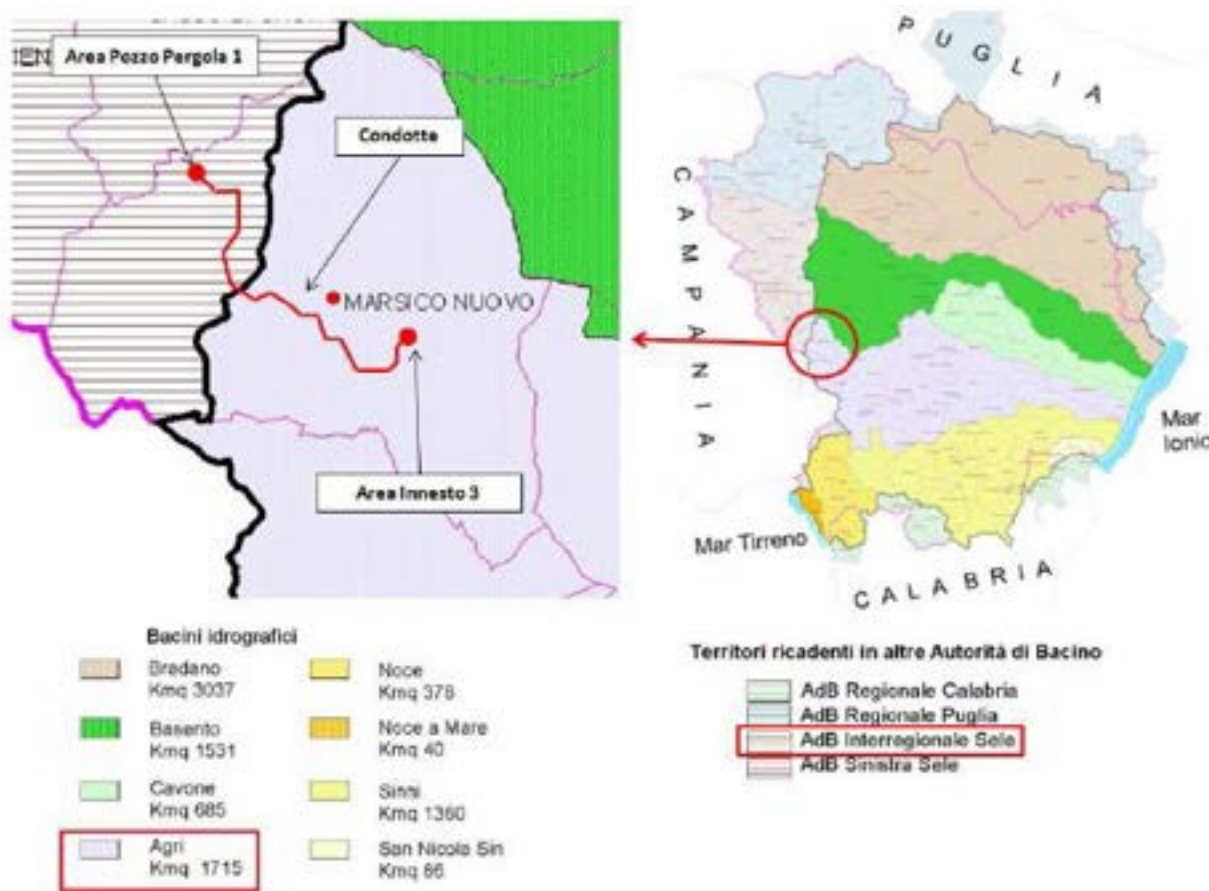 Area Pozzo Pergola 1
Condotte
MARSICO NUOVO
Area Innesto 3
PUGLIA
CAMPANIA
Mar
Ionio
Mar Tirreno
CALABRIA
Bacini idrografici
Bradano
Kmq 3037
Basento
Kmq 1531
Cavone
Kmq 685
Agri
Kmq 1715
Noce
Kmq 378
Noce a Mare
Kmq 40
Sinni
Kmq 1360
San Nicola Sin
Kmq 86
Territori ricadenti in altre Autorità di Bacino
AdB Regionale Calabria
AdB Regionale Puglia
AdB Interregionale Sele
AdB Sinistra Sele